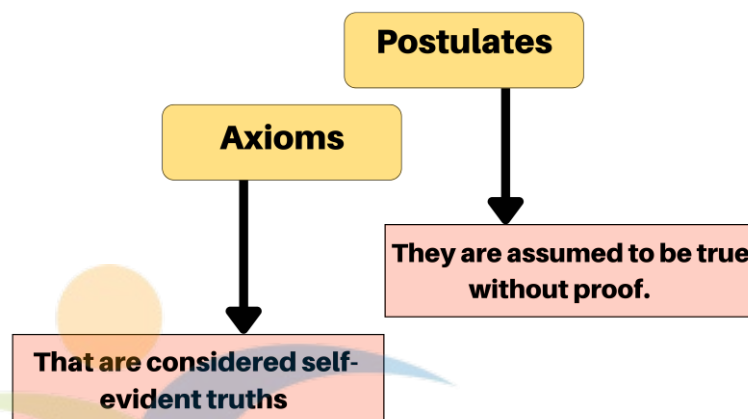 Postulates
Axioms
They are assumed to be true
without proof.
That are considered self-
evident truths